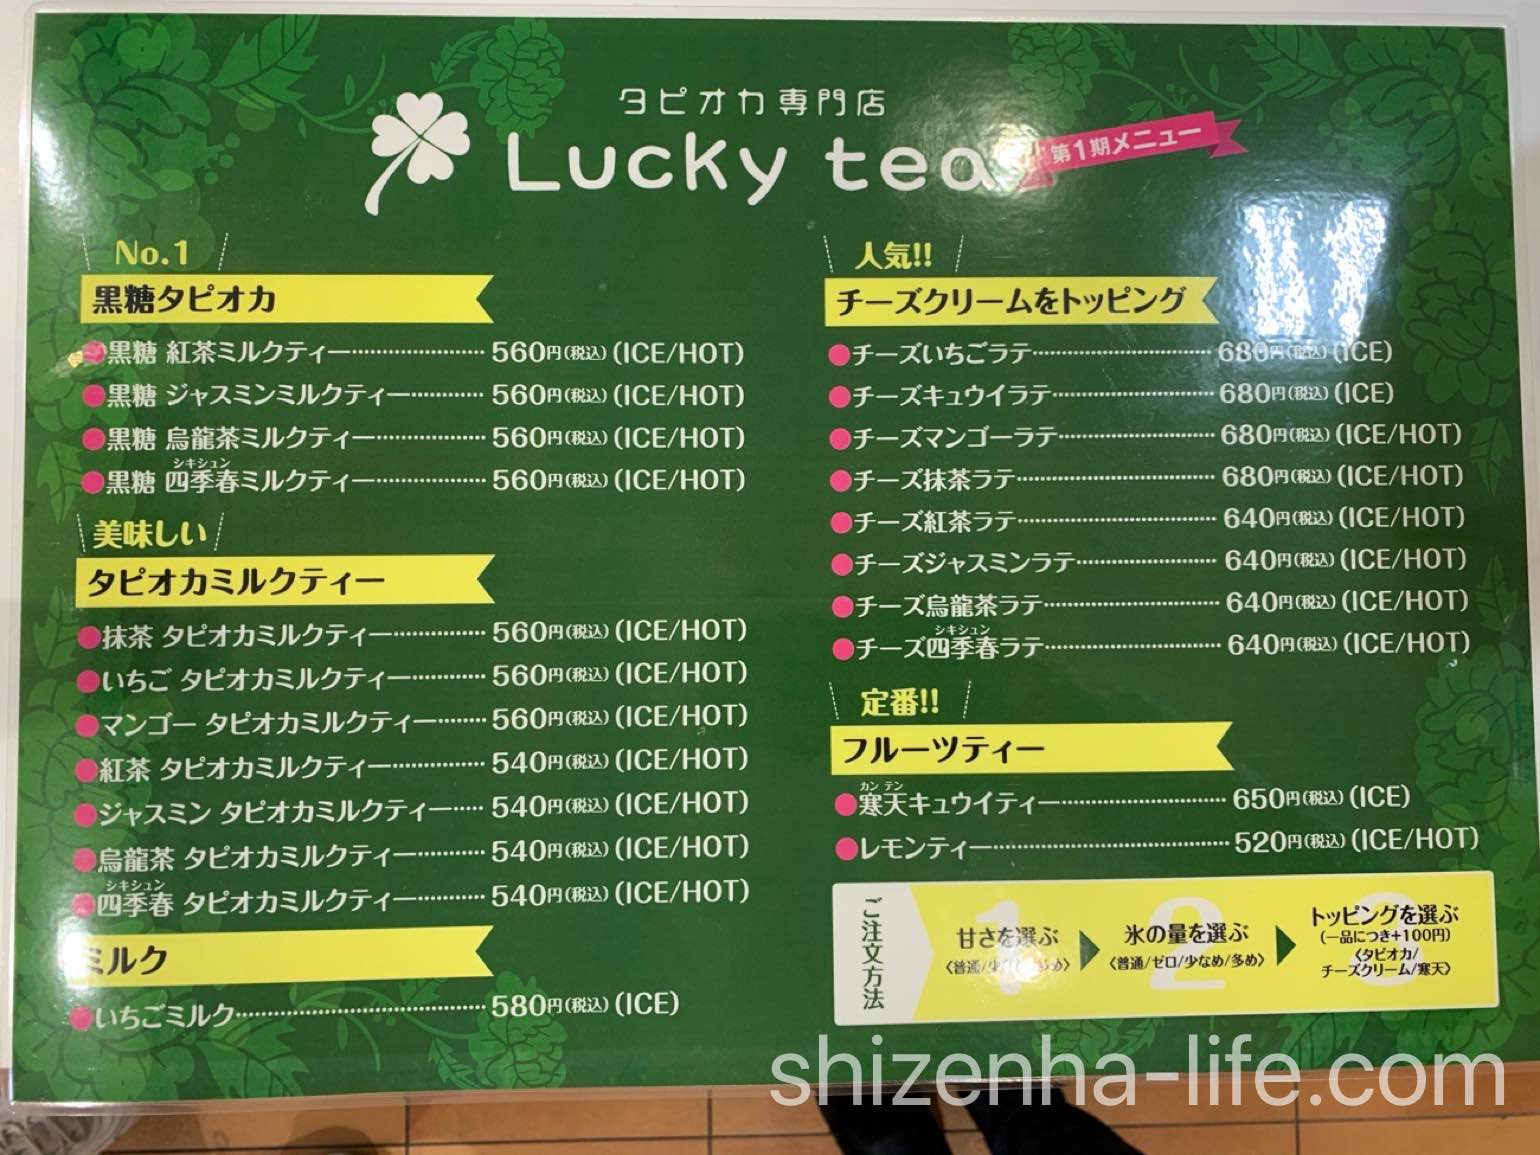 タピオカ専門店
Lucky tea
第1期メニュー
No.1
黒糖タピオカ
黒糖 紅茶ミルクティー 560円(税込) (ICE/HOT)
黒糖 ジャスミンミルクティー 560円(税込) (ICE/HOT)
黒糖 烏龍茶ミルクティー 560円(税込) (ICE/HOT)
シキシュン
黒糖 四季春ミルクティー 560円(税込) (ICE/HOT)
美味しい
タピオカミルクティー
抹茶 タピオカミルクティー 560円(税込) (ICE/HOT)
いちご タピオカミルクティー 560円(税込) (ICE/HOT)
マンゴー タピオカミルクティー 560円(税込) (ICE/HOT)
紅茶 タピオカミルクティー 540円(税込) (ICE/HOT)
ジャスミン タピオカミルクティー 540円(税込) (ICE/HOT)
烏龍茶 タピオカミルクティー 540円(税込) (ICE/HOT)
シキシュン
四季春 タピオカミルクティー 540円(税込) (ICE/HOT)
ミルク
いちごミルク 580円(税込) (ICE)
人気!!
チーズクリームをトッピング
チーズいちごラテ 680円(税込) (ICE)
チーズキュウイラテ 680円(税込) (ICE)
チーズマンゴーラテ 680円(税込) (ICE/HOT)
チーズ抹茶ラテ 680円(税込) (ICE/HOT)
チーズ紅茶ラテ 640円(税込) (ICE/HOT)
チーズジャスミンラテ 640円(税込) (ICE/HOT)
チーズ烏龍茶ラテ 640円(税込) (ICE/HOT)
シキシュン
チーズ四季春ラテ 640円(税込) (ICE/HOT)
定番!!
フルーツティー
カンテン
寒天キュウイティー 650円(税込) (ICE)
レモンティー 520円(税込) (ICE/HOT)
ご注文方法
1
甘さを選ぶ
〈普通/少なめ/多め〉
2
氷の量を選ぶ
〈普通/ゼロ/少なめ/多め〉
3
トッピングを選ぶ
(一品につき+100円)
〈タピオカ/
チーズクリーム/寒天〉
shizenha-life.com